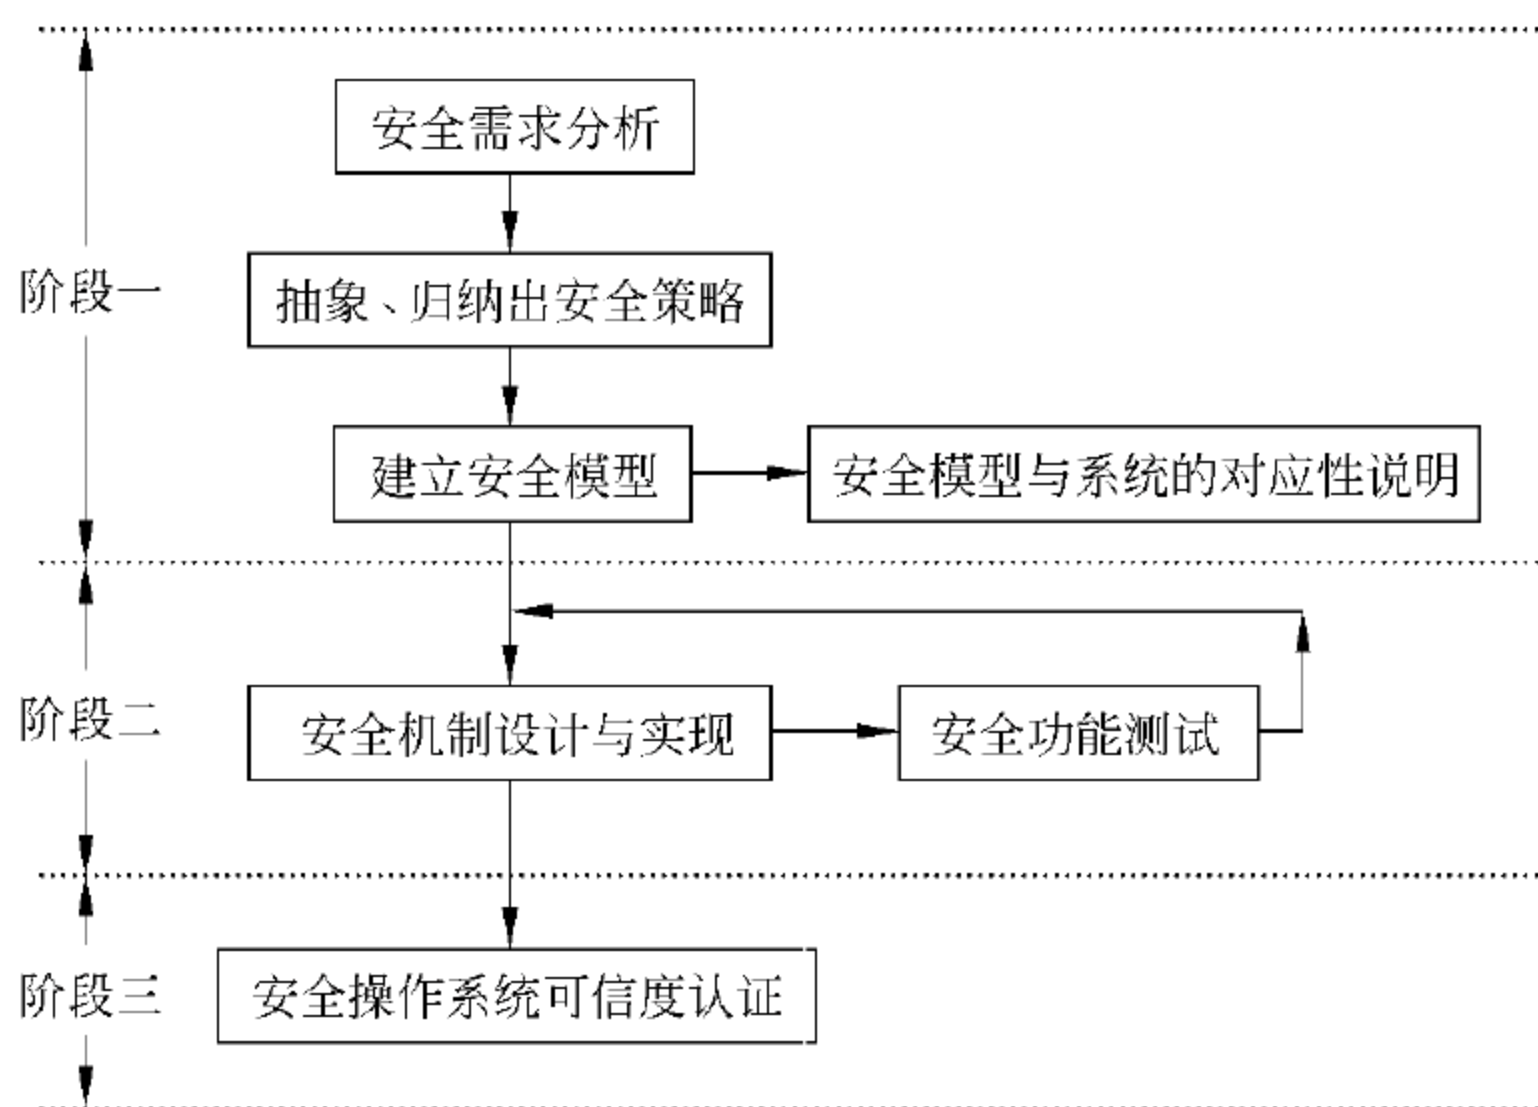 安全需求分析
阶段一
抽象、归纳出安全策略
建立安全模型
安全模型与系统的对应性说明
阶段二
安全机制设计与实现
安全功能测试
阶段三
安全操作系统可信度认证